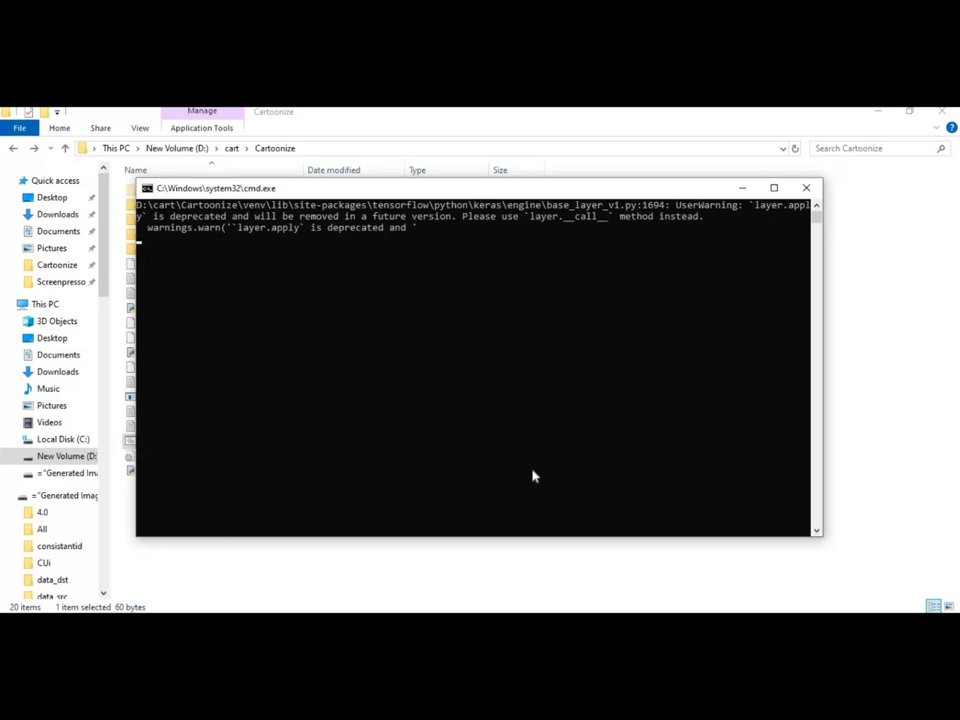 Manage
Cartoonize
File
Home
Share
View
Application Tools
This PC
New Volume (D:)
cart
Cartoonize
Search Cartoonize
Name
Date modified
Type
Size
Quick access
Desktop
Downloads
Documents
Pictures
Cartoonize
Screenpresso
This PC
3D Objects
Desktop
Documents
Downloads
Music
Pictures
Videos
Local Disk (C:)
New Volume (D:
="Generated Ima
="Generated Imag
4.0
All
consistantid
CUi
data_dst
data_src
20 items
1 item selected
60 bytes
C:\Windows\system32\cmd.exe
D:\cart\Cartoonize\venv\lib\site-packages\tensorflow\python\keras\engine\base_layer_v1.py:1694: UserWarning: `layer.appl
y` is deprecated and will be removed in a future version. Please use `layer.__call__` method instead.
warnings.warn('`layer.apply` is deprecated and '